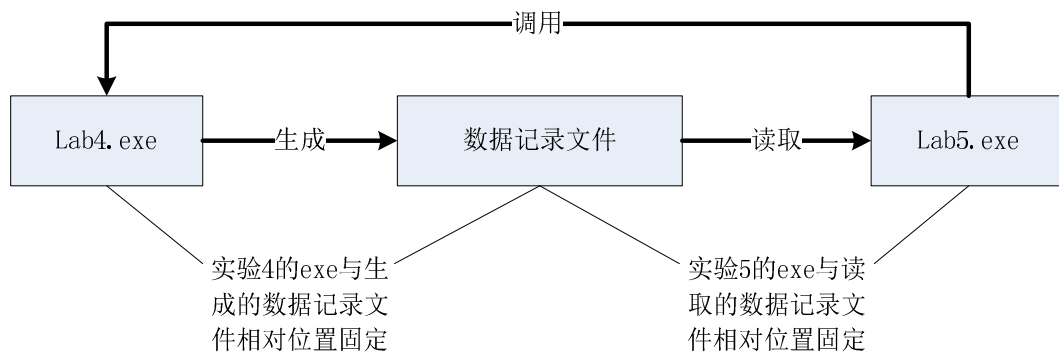 调用
Lab4.exe
生成
数据记录文件
读取
Lab5.exe
实验4的exe与生
成的数据记录文
件相对位置固定
实验5的exe与读
取的数据记录文
件相对位置固定